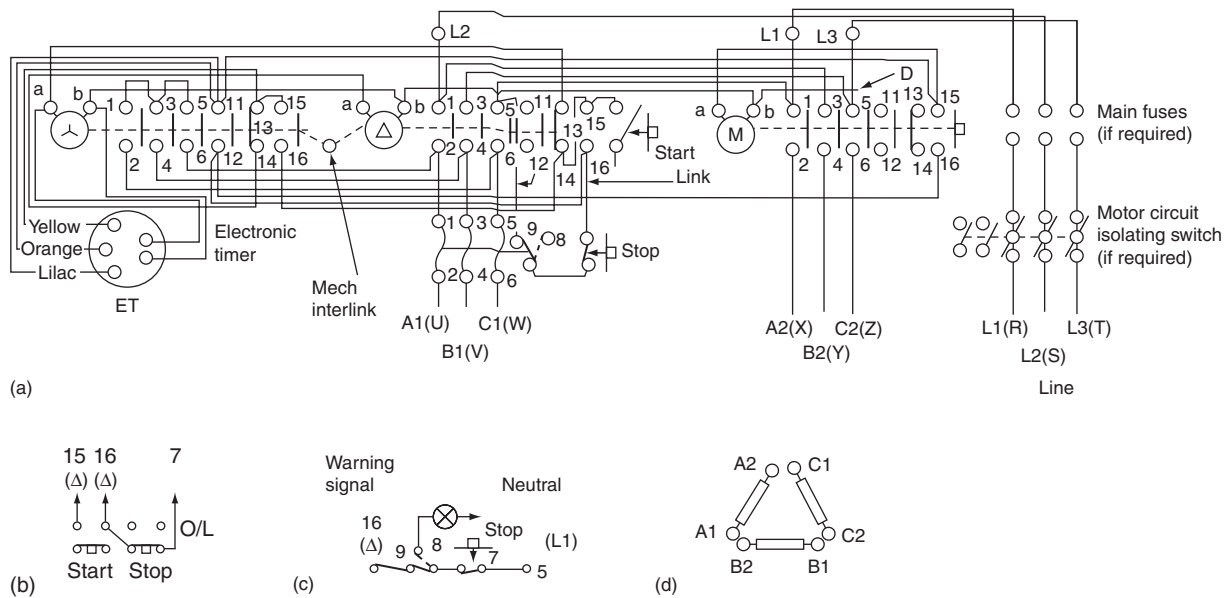 L2
L1
L3
a
b
1
3
5
11
13
15
a
b
1
3
5
11
13
15
a
M
b
D
1
3
5
11
13
15
Main fuses
(if required)
2
4
6
12
14
16
Δ
2
4
6
12
14
16
Start
Link
2
4
6
12
14
16
Yellow
Orange
Lilac
ET
Electronic
timer
Mech
interlink
1
3
5
9
8
Stop
2
4
6
Motor circuit
isolating switch
(if required)
A1(U)
C1(W)
B1(V)
A2(X)
C2(Z)
B2(Y)
L1(R)
L3(T)
L2(S)
Line
(a)
15
16
7
(Δ)
(Δ)
O/L
Start
Stop
(b)
Warning
signal
Neutral
16
(Δ)
9
8
Stop
7
(L1)
5
(c)
A2
C1
A1
C2
B2
B1
(d)